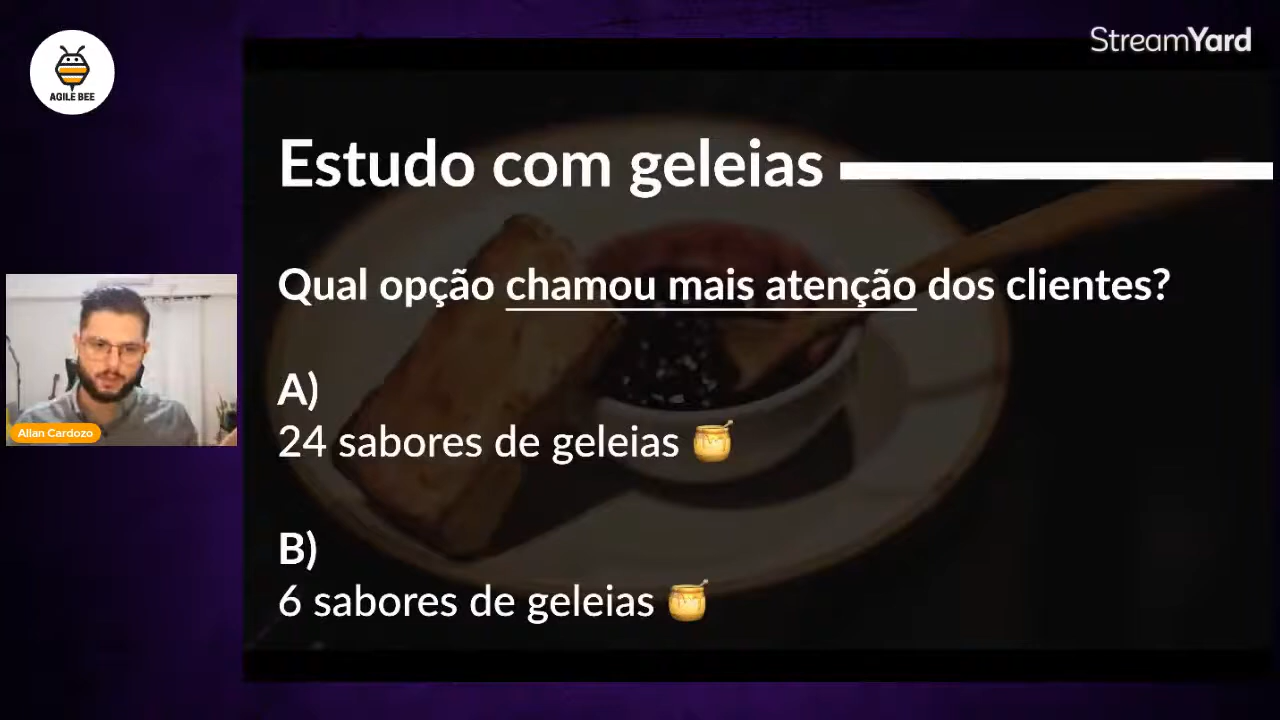 AGILE BEE
StreamYard
Estudo com geleias
Qual opção chamou mais atenção dos clientes?
A)
24 sabores de geleias
B)
6 sabores de geleias
Allan Cardozo